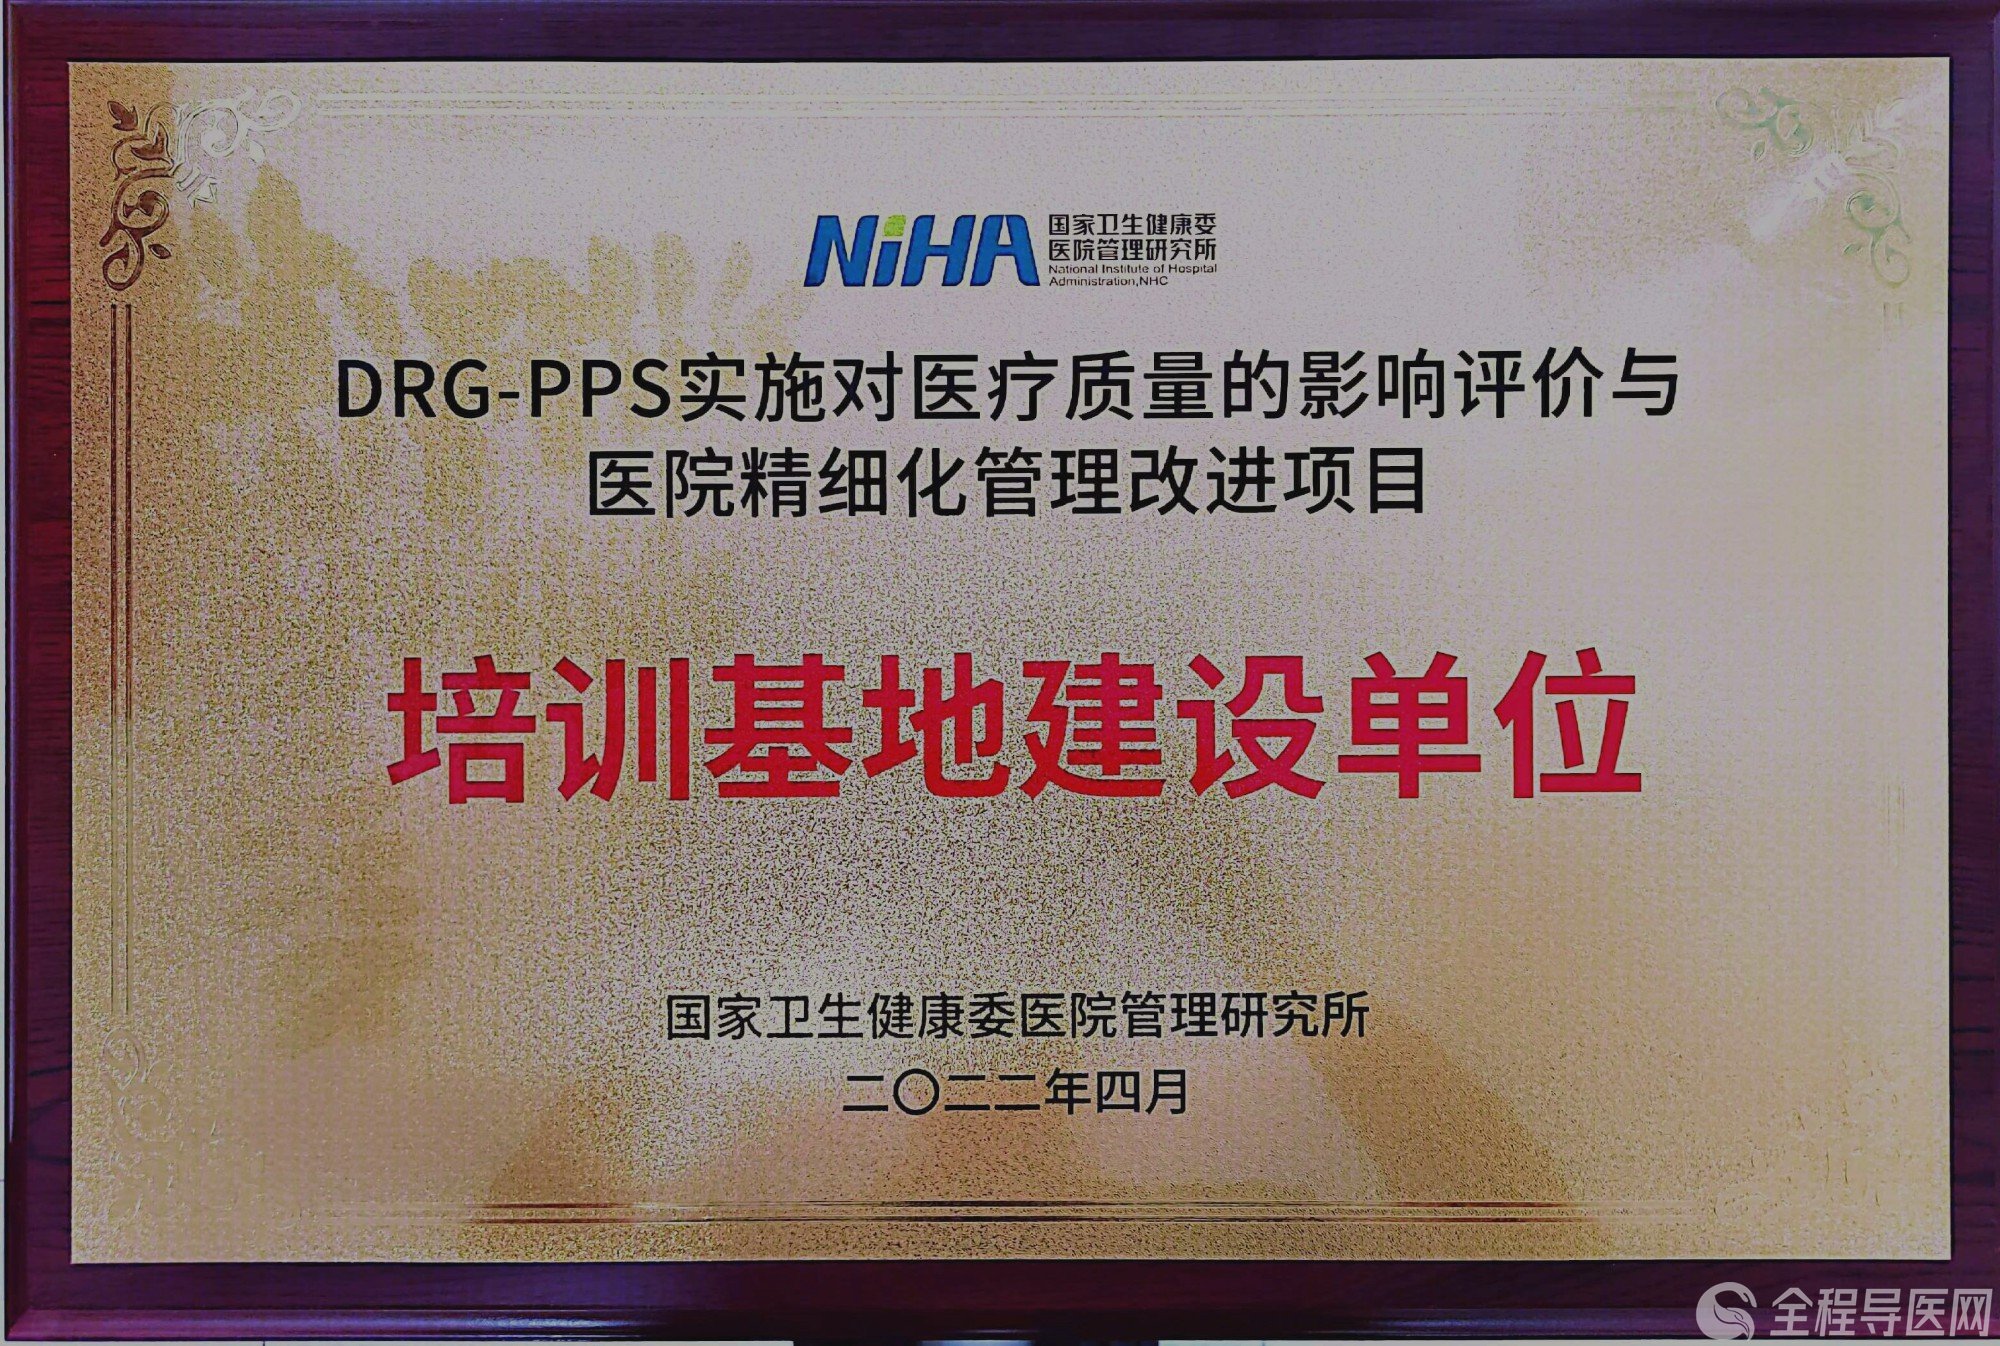 NiHA
国家卫生健康委
医院管理研究所
National Institute of Hospital
Administration,NHC
DRG-PPS实施对医疗质量的影响评价与
医院精细化管理改进项目
培训基地建设单位
国家卫生健康委医院管理研究所
二〇二二年四月
全程导医网